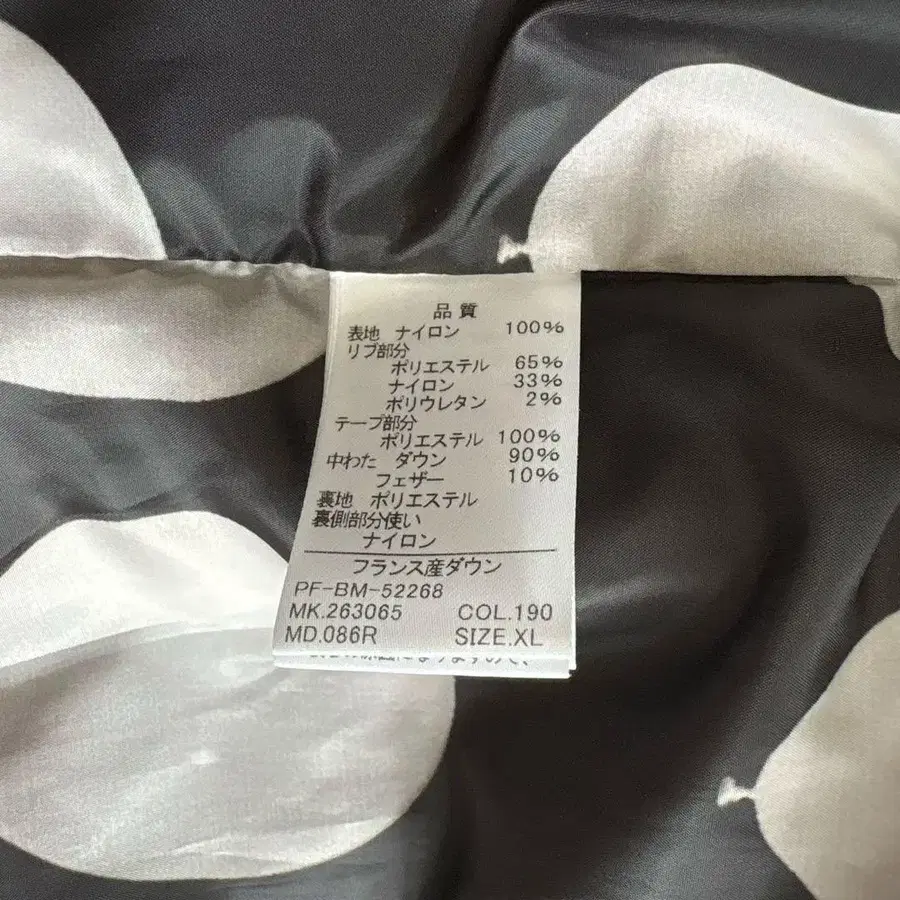 品質
表地 ナイロン 100%
リブ部分
ポリエステル 65%
ナイロン 33%
ポリウレタン 2%
テープ部分
ポリエステル 100%
中わた ダウン 90%
フェザー 10%
裏地 ポリエステル
裏側部分使い
ナイロン
フランス産ダウン
PF-BM-52268
MK.263065 COL.190
MD.086R SIZE.XL